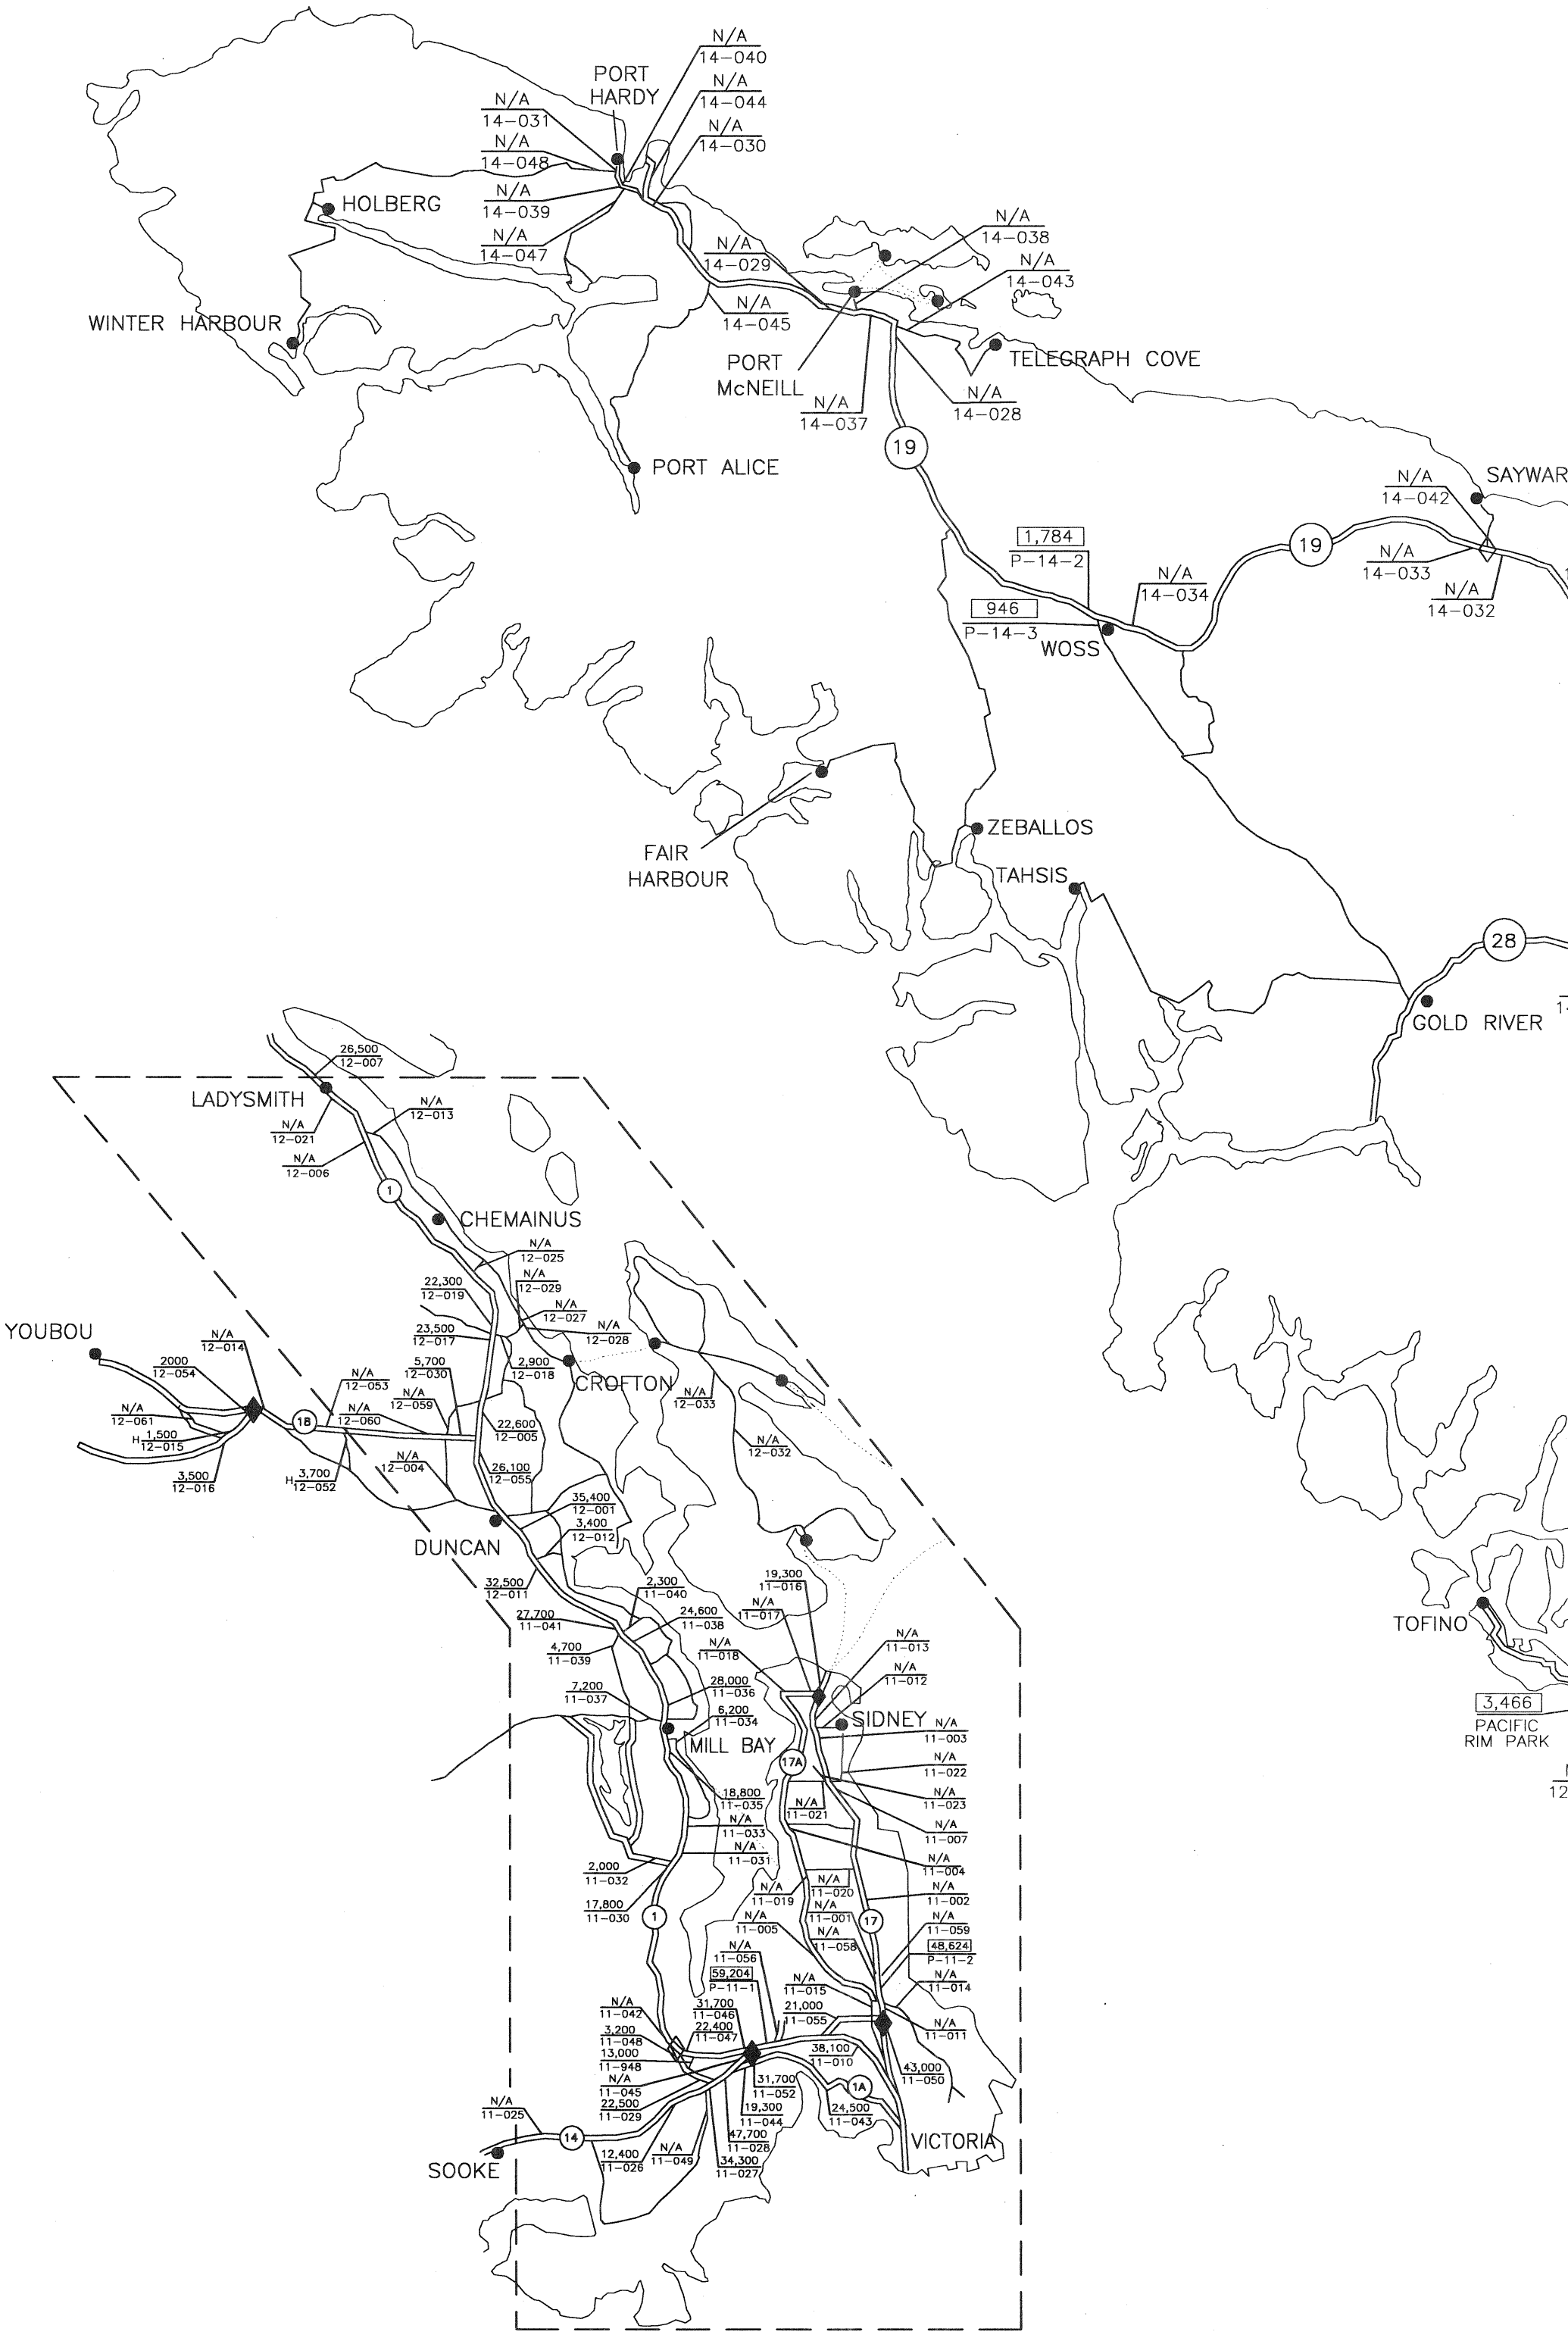 N/A
14-040
PORT
HARDY
N/A
14-044
N/A
14-031
N/A
14-030
N/A
14-048
N/A
14-039
HOLBERG
N/A
14-047
N/A
14-038
N/A
14-029
N/A
14-043
WINTER HARBOUR
N/A
14-045
PORT
McNEILL
TELEGRAPH COVE
N/A
14-037
N/A
14-028
19
PORT ALICE
SAYWAR
N/A
14-042
19
1,784
P-14-2
N/A
14-033
N/A
14-034
N/A
14-032
946
P-14-3
WOSS
FAIR
HARBOUR
ZEBALLOS
TAHSIS
28
GOLD RIVER
14
26,500
12-007
LADYSMITH
N/A
12-013
N/A
12-021
N/A
12-006
1
CHEMAINUS
N/A
12-025
22,300
12-019
N/A
12-029
N/A
12-027
YOUBOU
N/A
12-014
23,500
12-017
N/A
12-028
2000
12-054
5,700
12-030
2,900
12-018
N/A
12-053
CROFTON
N/A
12-033
N/A
12-059
N/A
12-061
18
N/A
12-060
H 1,500
12-015
22,600
12-005
N/A
12-032
3,500
12-016
H 3,700
12-052
N/A
12-004
26,100
12-055
35,400
12-001
3,400
12-012
DUNCAN
32,500
12-011
2,300
11-040
19,300
11-016
27,700
11-041
24,600
11-038
N/A
11-017
TOFINO
4,700
11-039
N/A
11-018
N/A
11-013
N/A
11-012
7,200
11-037
28,000
11-036
6,200
11-034
SIDNEY
N/A
11-003
3,466
PACIFIC
RIM PARK
MILL BAY
17A
N/A
11-022
N
12
18,800
11-035
N/A
11-021
N/A
11-023
N/A
11-033
N/A
11-007
N/A
11-031
N/A
11-004
2,000
11-032
N/A
11-019
N/A
11-020
N/A
11-002
17,800
11-030
1
N/A
11-005
N/A
11-001
17
N/A
11-059
N/A
11-058
48,624
P-11-2
N/A
11-056
59,204
P-11-1
N/A
11-015
N/A
11-014
N/A
11-042
31,700
11-046
21,000
11-055
N/A
11-011
3,200
11-048
22,400
11-047
13,000
11-948
38,100
11-010
43,000
11-050
N/A
11-045
31,700
11-052
1A
22,500
11-029
19,300
11-044
24,500
11-043
N/A
11-025
14
47,700
11-028
VICTORIA
SOOKE
12,400
11-026
N/A
11-049
34,300
11-027